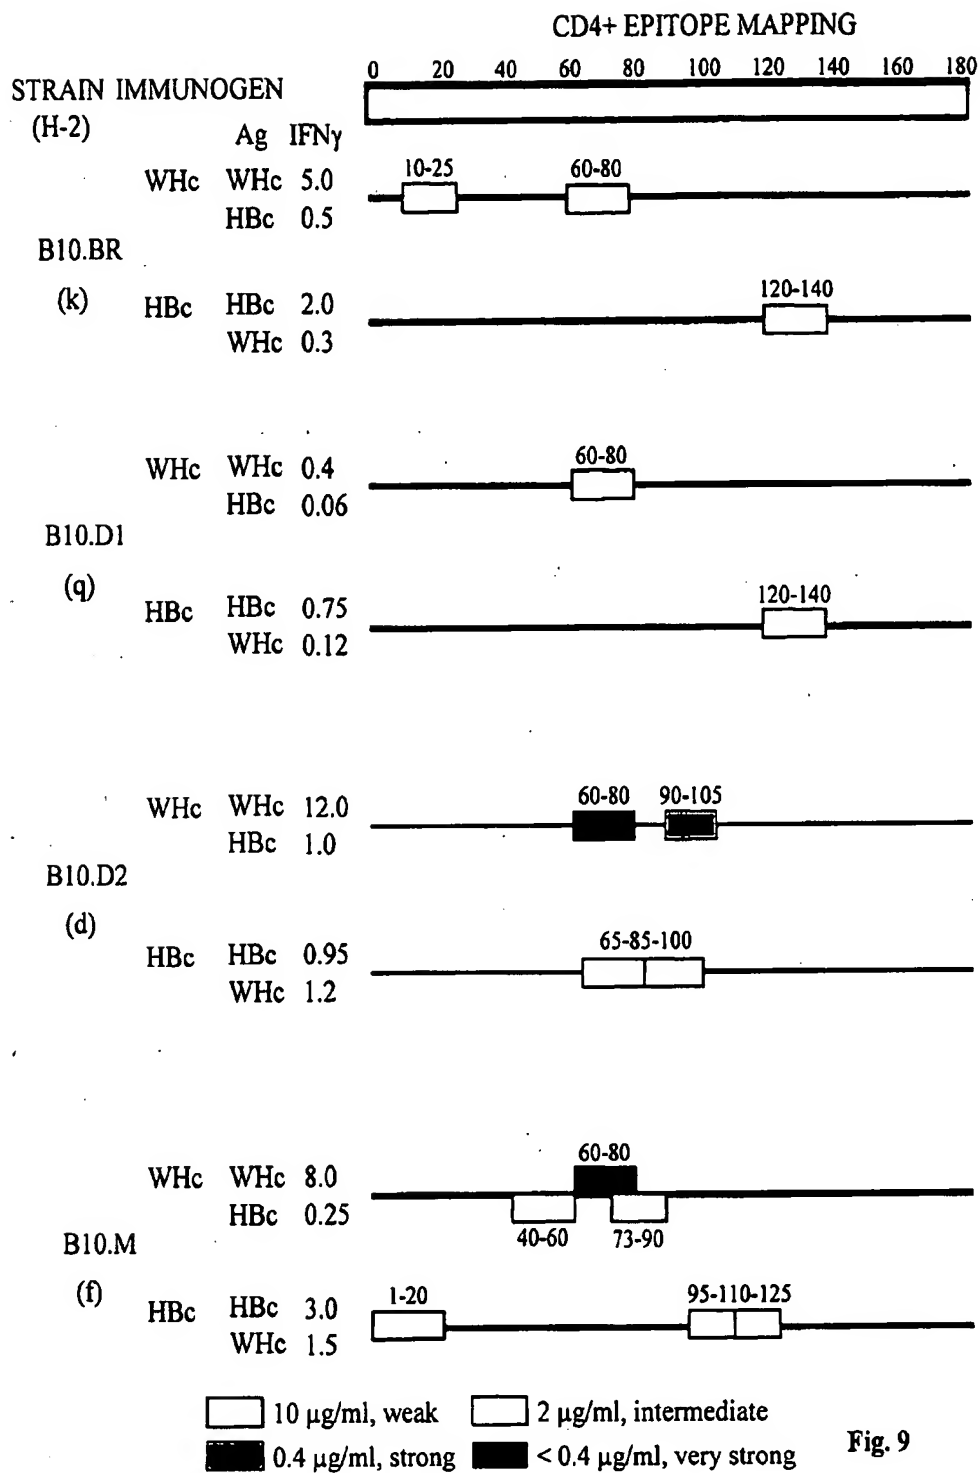 CD4+ EPITOPE MAPPING
0 20 40 60 80 100 120 140 160 180
STRAIN IMMUNOGEN
(H-2)
Ag IFNγ
10-25 60-80
WHc WHc 5.0
HBc 0.5
B10.BR
(k)
120-140
HBc HBc 2.0
WHc 0.3
60-80
WHc WHc 0.4
HBc 0.06
B10.D1
(q)
120-140
HBc HBc 0.75
WHc 0.12
60-80 90-105
WHc WHc 12.0
HBc 1.0
B10.D2
(d)
65-85-100
HBc HBc 0.95
WHc 1.2
60-80
WHc WHc 8.0
HBc 0.25
40-60 73-90
B10.M
(f)
1-20 95-110-125
HBc HBc 3.0
WHc 1.5
10 μg/ml, weak 2 μg/ml, intermediate
0.4 μg/ml, strong < 0.4 μg/ml, very strong
Fig. 9